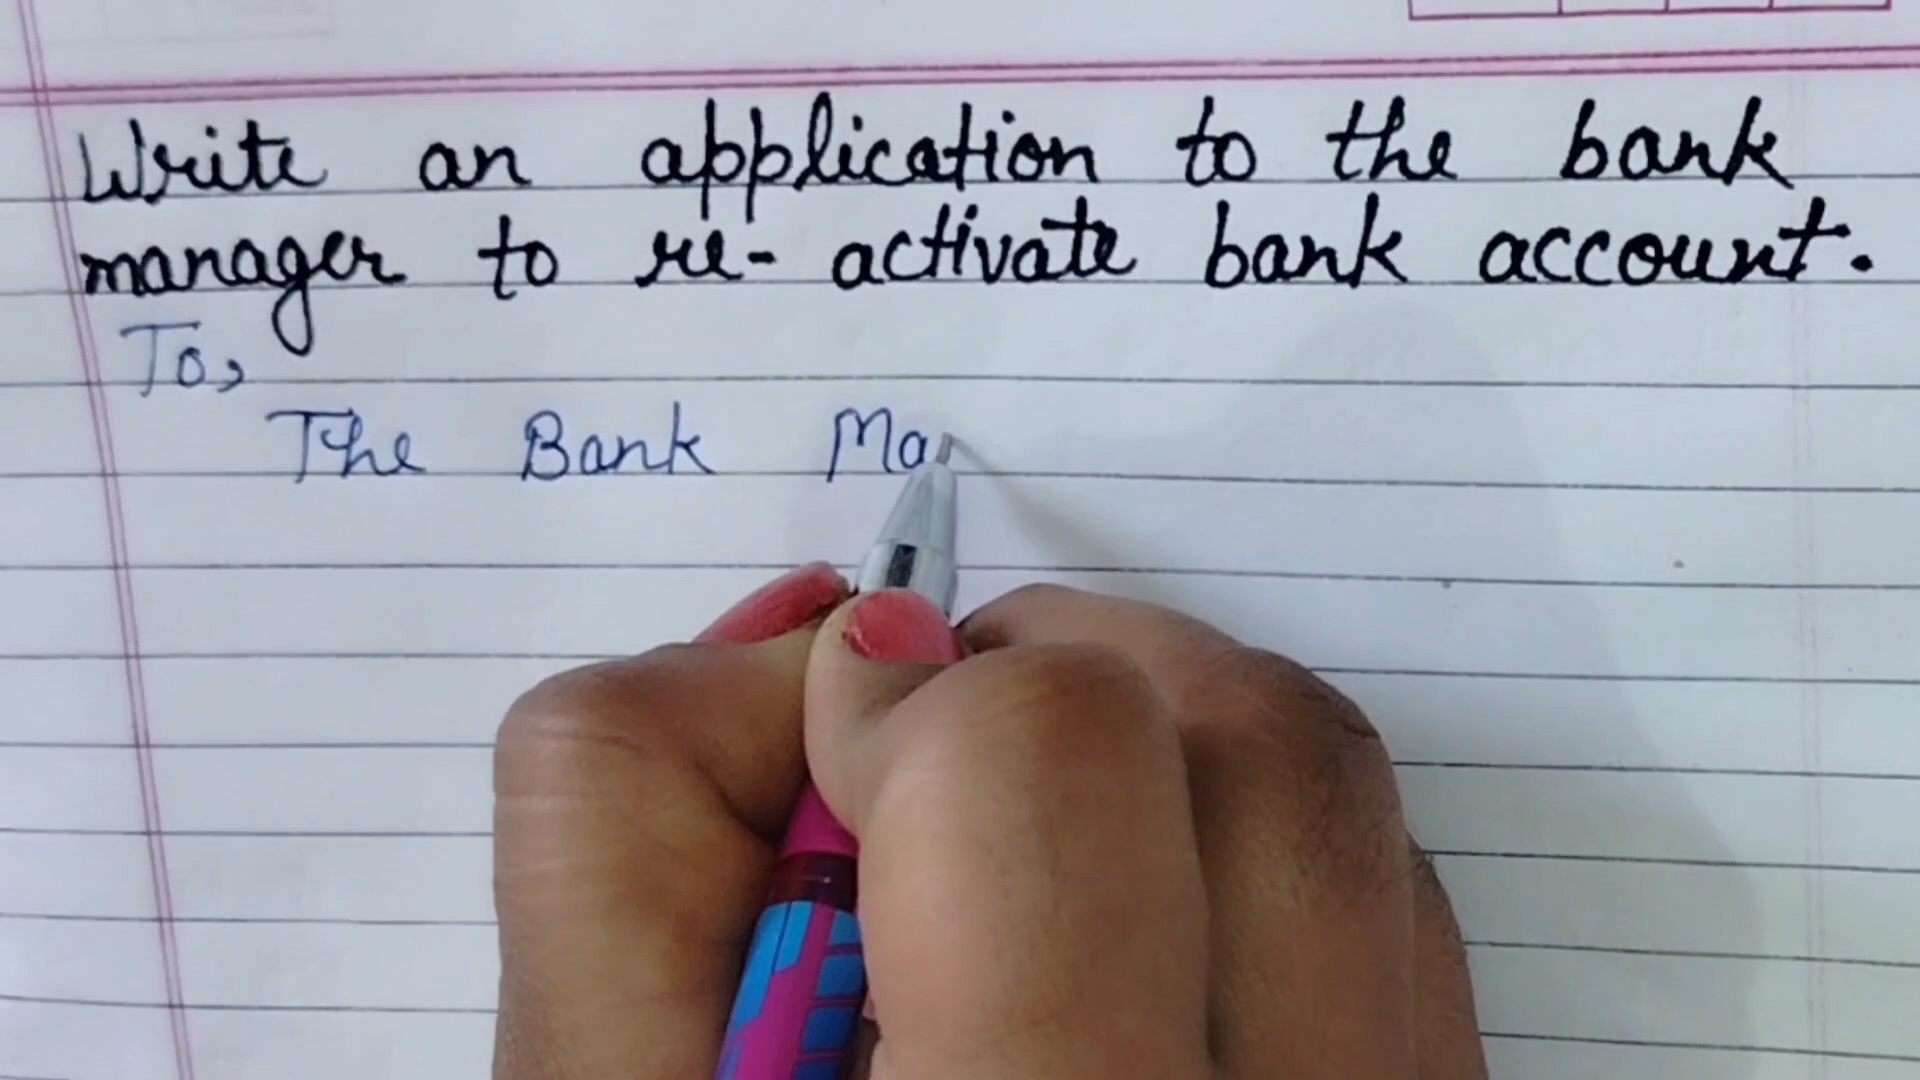 Write an application to the bank
manager to re-activate bank account.
To,
The Bank Ma